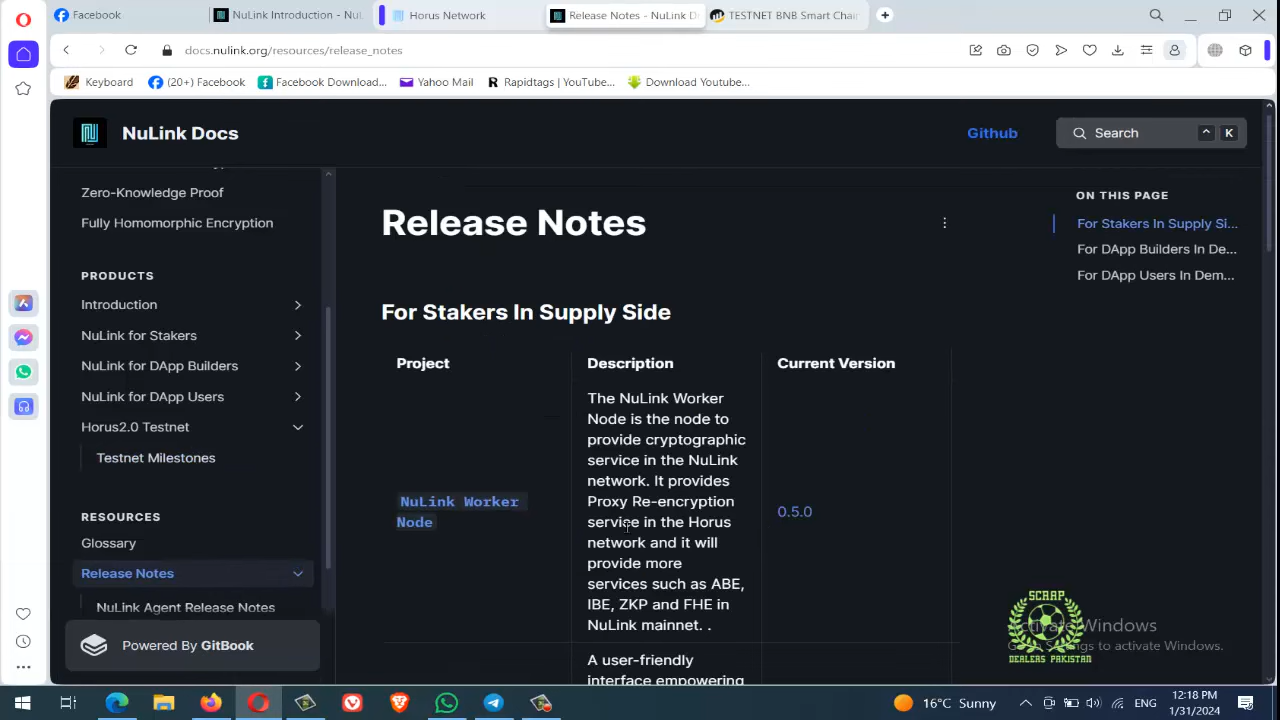 Facebook
NuLink Introduction - NuL
Horus Network
Release Notes - NuLink D
TESTNET BNB Smart Chai
docs.nulink.org/resources/release_notes
Keyboard
(20+) Facebook
Facebook Download...
Yahoo Mail
Rapidtags | YouTube...
Download Youtube...
NuLink Docs
Github
Search
^ K
Zero-Knowledge Proof
Fully Homomorphic Encryption
PRODUCTS
Introduction
NuLink for Stakers
NuLink for DApp Builders
NuLink for DApp Users
Horus2.0 Testnet
Testnet Milestones
RESOURCES
Glossary
Release Notes
NuLink Agent Release Notes
Powered By GitBook
Release Notes
For Stakers In Supply Side
Project
Description
Current Version
NuLink Worker
Node
The NuLink Worker
Node is the node to
provide cryptographic
service in the NuLink
network. It provides
Proxy Re-encryption
service in the Horus
network and it will
provide more
services such as ABE,
IBE, ZKP and FHE in
NuLink mainnet. .
0.5.0
A user-friendly
interface empowering
ON THIS PAGE
For Stakers In Supply Si...
For DApp Builders In De...
For DApp Users In Dem...
SCRAP
DEALERS PAKISTAN
Activate Windows
Go to Settings to activate Windows.
16°C Sunny
ENG
12:18 PM
1/31/2024